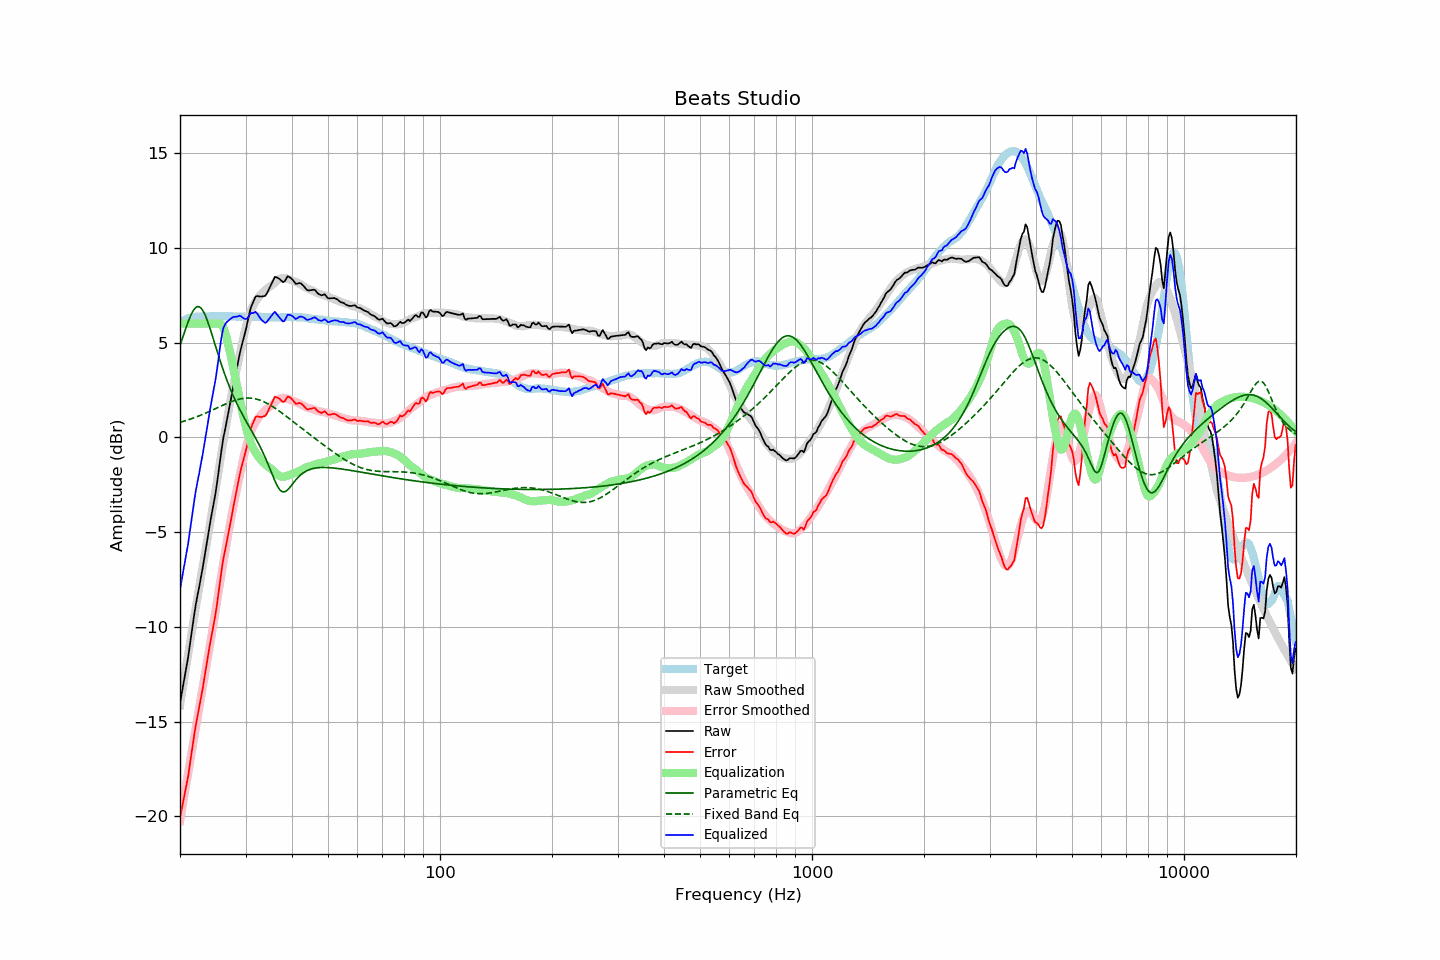 Beats Studio
Amplitude (dBr)
15
10
5
0
−5
−10
−15
−20
100
1000
10000
Frequency (Hz)
Target
Raw Smoothed
Error Smoothed
Raw
Error
Equalization
Parametric Eq
Fixed Band Eq
Equalized